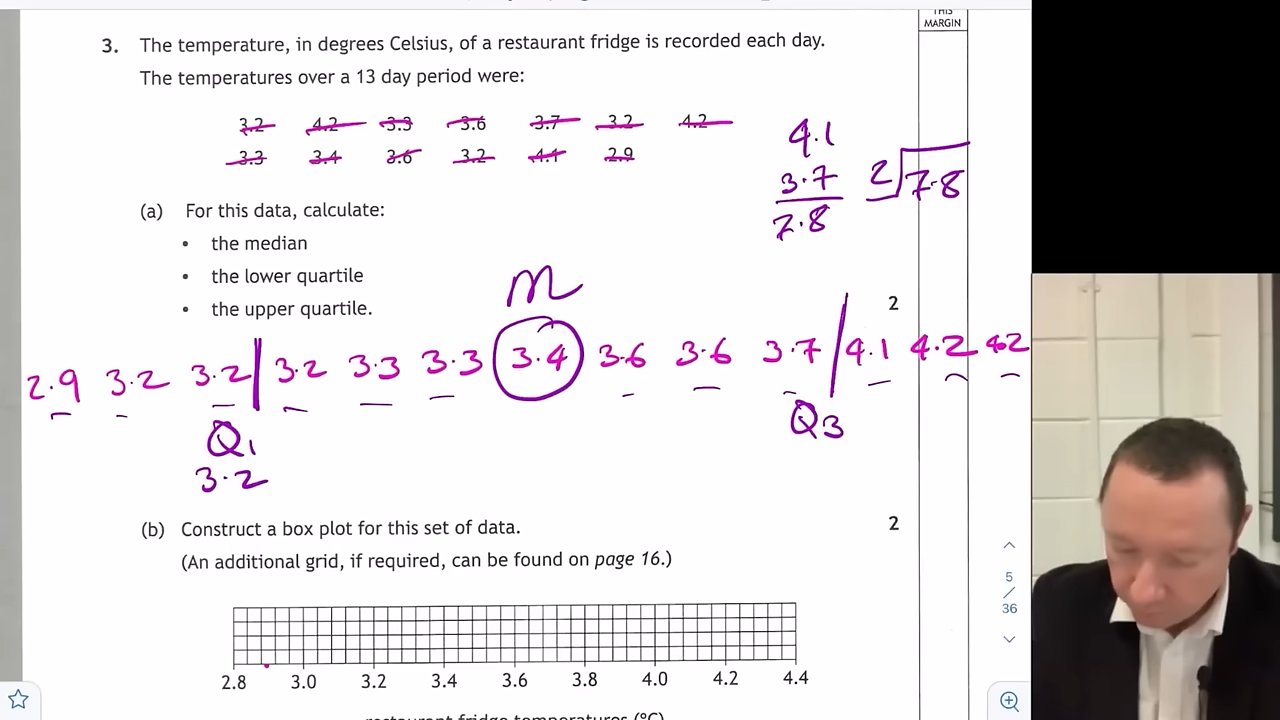 THIS
MARGIN
3. The temperature, in degrees Celsius, of a restaurant fridge is recorded each day.
The temperatures over a 13 day period were:
3.2 4.2 3.3 3.6 3.7 3.2 4.2
3.3 3.4 3.6 3.2 4.1 2.9
4.1
3.7
7.8
2 7.8
(a) For this data, calculate:
• the median
• the lower quartile
• the upper quartile.
2
M
2.9 3.2 3.2 3.2 3.3 3.3 3.4 3.6 3.6 3.7 4.1 4.2 4.2
Q1 Q3
3.2
(b) Construct a box plot for this set of data.
2
(An additional grid, if required, can be found on page 16.)
5
/
36
2.8 3.0 3.2 3.4 3.6 3.8 4.0 4.2 4.4
restaurant fridge temperatures (°C)